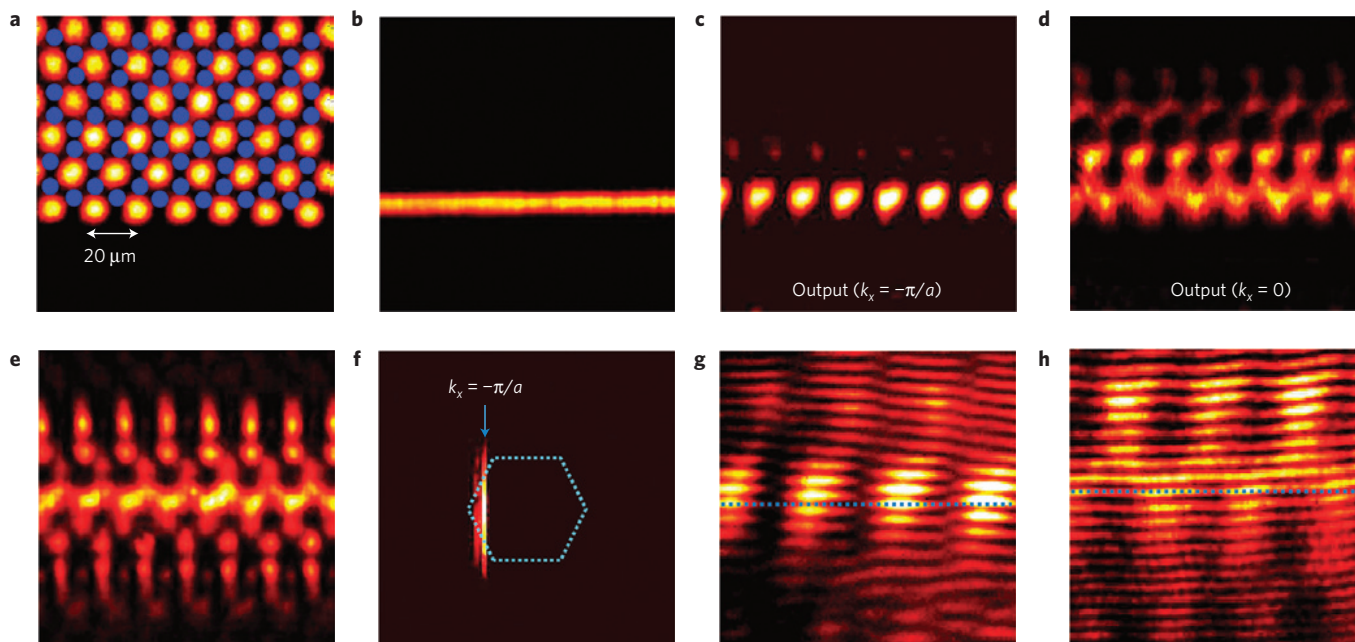 a
b
c
d
20 μm
Output (kx = −π/a)
Output (kx = 0)
e
f
g
h
kx = −π/a